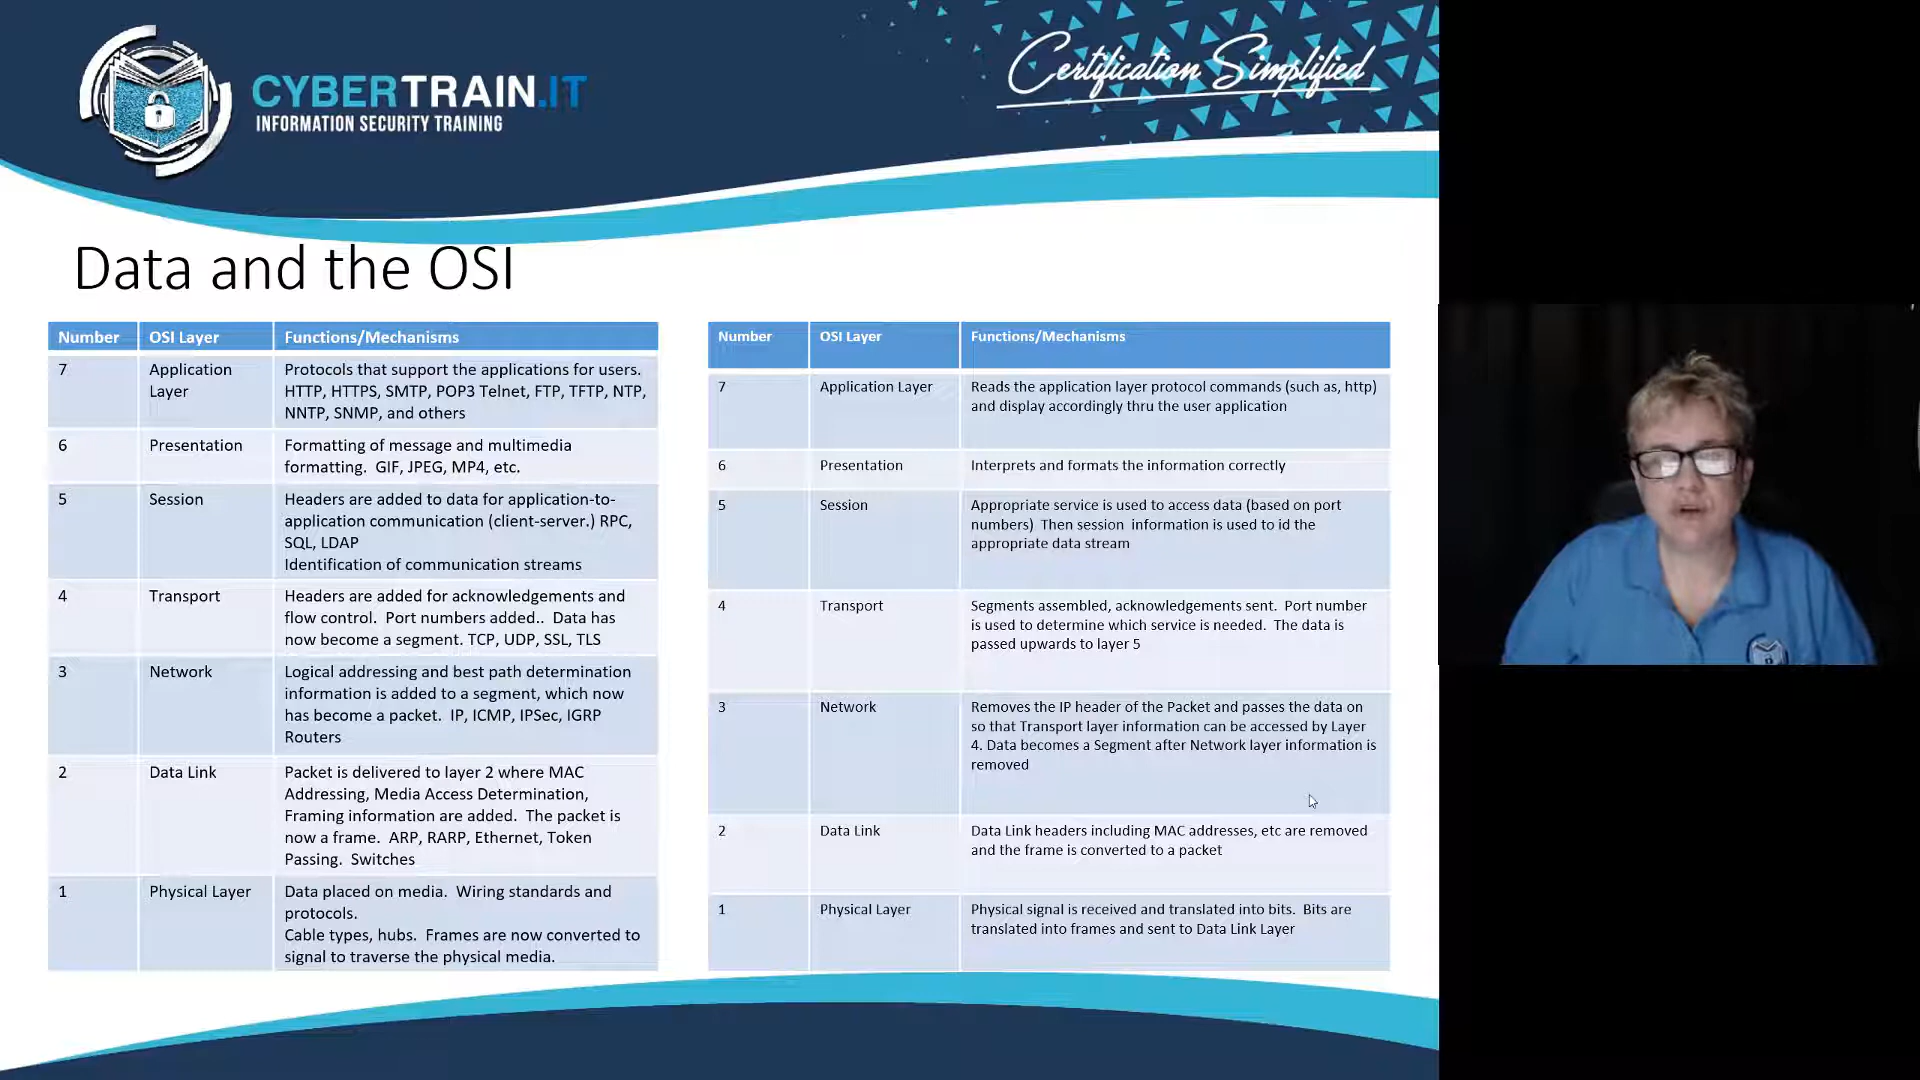 CYBERTRAIN.IT
INFORMATION SECURITY TRAINING
Certification Simplified
Data and the OSI
Number OSI Layer Functions/Mechanisms
7 Application Protocols that support the applications for users.
Layer HTTP, HTTPS, SMTP, POP3 Telnet, FTP, TFTP, NTP,
NNTP, SNMP, and others
6 Presentation Formatting of message and multimedia
formatting. GIF, JPEG, MP4, etc.
5 Session Headers are added to data for application-to-
application communication (client-server.) RPC,
SQL, LDAP
Identification of communication streams
4 Transport Headers are added for acknowledgements and
flow control. Port numbers added.. Data has
now become a segment. TCP, UDP, SSL, TLS
3 Network Logical addressing and best path determination
information is added to a segment, which now
has become a packet. IP, ICMP, IPSec, IGRP
Routers
2 Data Link Packet is delivered to layer 2 where MAC
Addressing, Media Access Determination,
Framing information are added. The packet is
now a frame. ARP, RARP, Ethernet, Token
Passing. Switches
1 Physical Layer Data placed on media. Wiring standards and
protocols.
Cable types, hubs. Frames are now converted to
signal to traverse the physical media.
Number OSI Layer Functions/Mechanisms
7 Application Layer Reads the application layer protocol commands (such as, http)
and display accordingly thru the user application
6 Presentation Interprets and formats the information correctly
5 Session Appropriate service is used to access data (based on port
numbers) Then session information is used to id the
appropriate data stream
4 Transport Segments assembled, acknowledgements sent. Port number
is used to determine which service is needed. The data is
passed upwards to layer 5
3 Network Removes the IP header of the Packet and passes the data on
so that Transport layer information can be accessed by Layer
4. Data becomes a Segment after Network layer information is
removed
2 Data Link Data Link headers including MAC addresses, etc are removed
and the frame is converted to a packet
1 Physical Layer Physical signal is received and translated into bits. Bits are
translated into frames and sent to Data Link Layer